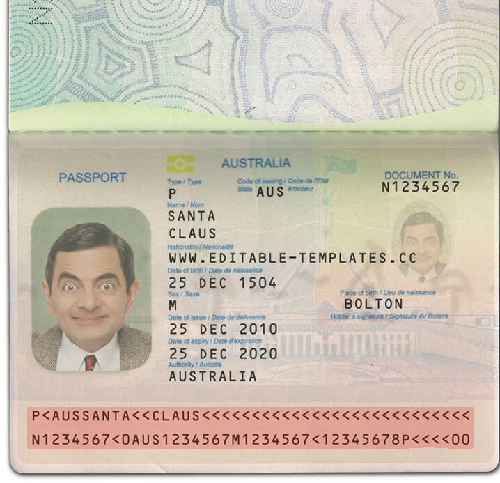 PASSPORT
AUSTRALIA
Type / Type
Code of issuing / Code de l'Etat
State
émetteur
DOCUMENT No.
P
AUS
N1234567
Name / Nom
SANTA
CLAUS
Nationality / Nationalité
WWW.EDITABLE-TEMPLATES.CC
Date of birth / Date de naissance
25 DEC 1504
Sex / Sexe
Place of birth / Lieu de naissance
M
BOLTON
Date of issue / Date de délivrance
Holder's signature / Signature du titulaire
25 DEC 2010
Date of expiry / Date d'expiration
25 DEC 2020
Authority / Autorité
AUSTRALIA
P<AUSSANTA<<CLAUS<<<<<<<<<<<<<<<<<<<<<<<<<<<
N1234567<0AUS1234567M1234567<12345678P<<<<00